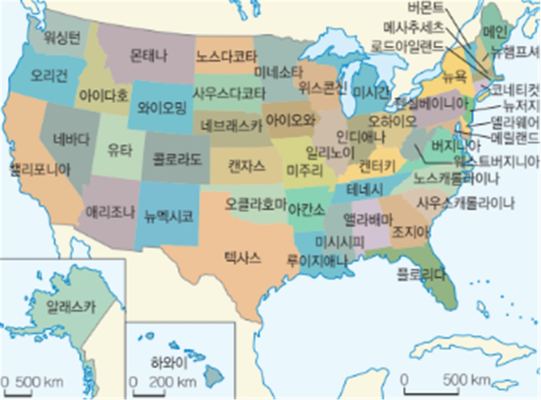 버몬트
메사추세츠
로드아일랜드
메인
뉴햄프셔
워싱턴
몬태나
노스다코타
미네소타
위스콘신
미시간
뉴욕
오리건
아이다호
와이오밍
사우스다코타
코네티컷
뉴저지
펜실베이니아
델라웨어
메릴랜드
네브래스카
아이오와
인디애나
오하이오
버지니아
웨스트버지니아
네바다
유타
콜로라도
캔자스
미주리
일리노이
켄터키
노스캐롤라이나
캘리포니아
애리조나
뉴멕시코
오클라호마
아칸소
테네시
사우스캐롤라이나
앨라배마
조지아
미시시피
텍사스
루이지애나
플로리다
알래스카
하와이
0 500 km
0 200 km
0 500 km